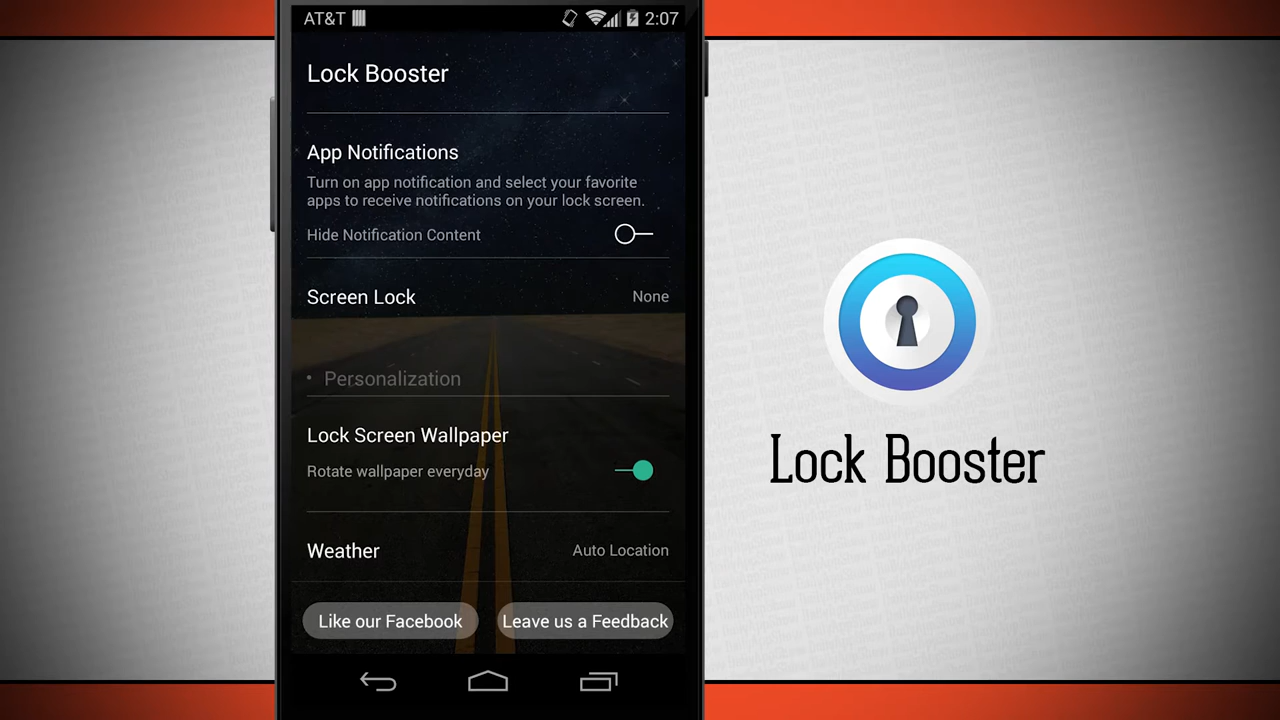 AT&T
2:07
Lock Booster
App Notifications
Turn on app notification and select your favorite
apps to receive notifications on your lock screen.
Hide Notification Content
Screen Lock None
• Personalization
Lock Screen Wallpaper
Rotate wallpaper everyday
Weather Auto Location
Like our Facebook Leave us a Feedback
Lock Booster